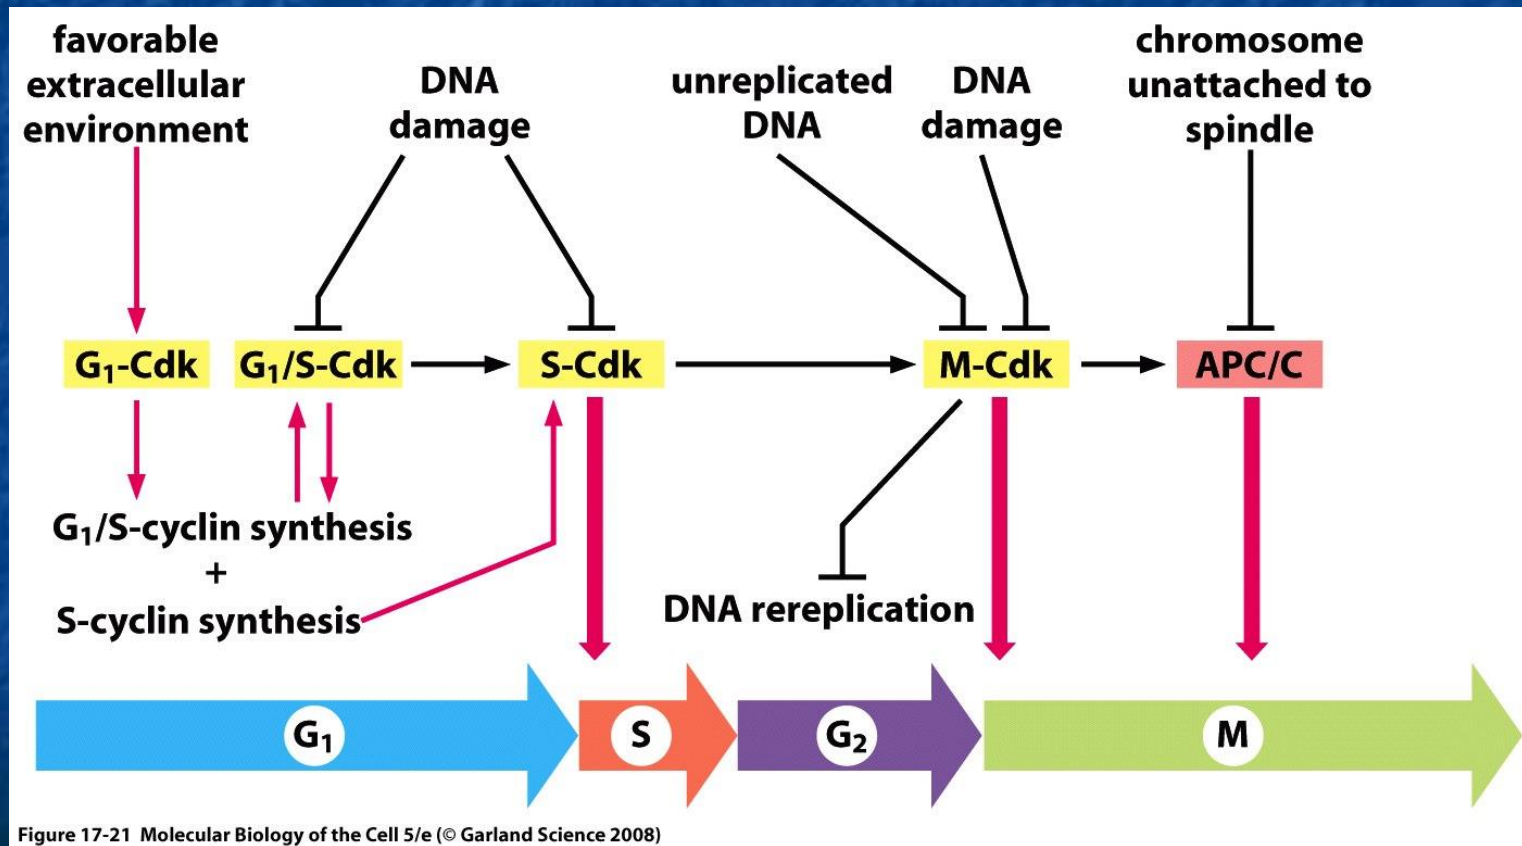 favorable
extracellular
environment
DNA
damage
unreplicated
DNA
DNA
damage
chromosome
unattached to
spindle
G₁-Cdk
G₁/S-Cdk
S-Cdk
M-Cdk
APC/C
G₁/S-cyclin synthesis
+
S-cyclin synthesis
DNA rereplication
G₁
S
G₂
M
Figure 17-21 Molecular Biology of the Cell 5/e (© Garland Science 2008)